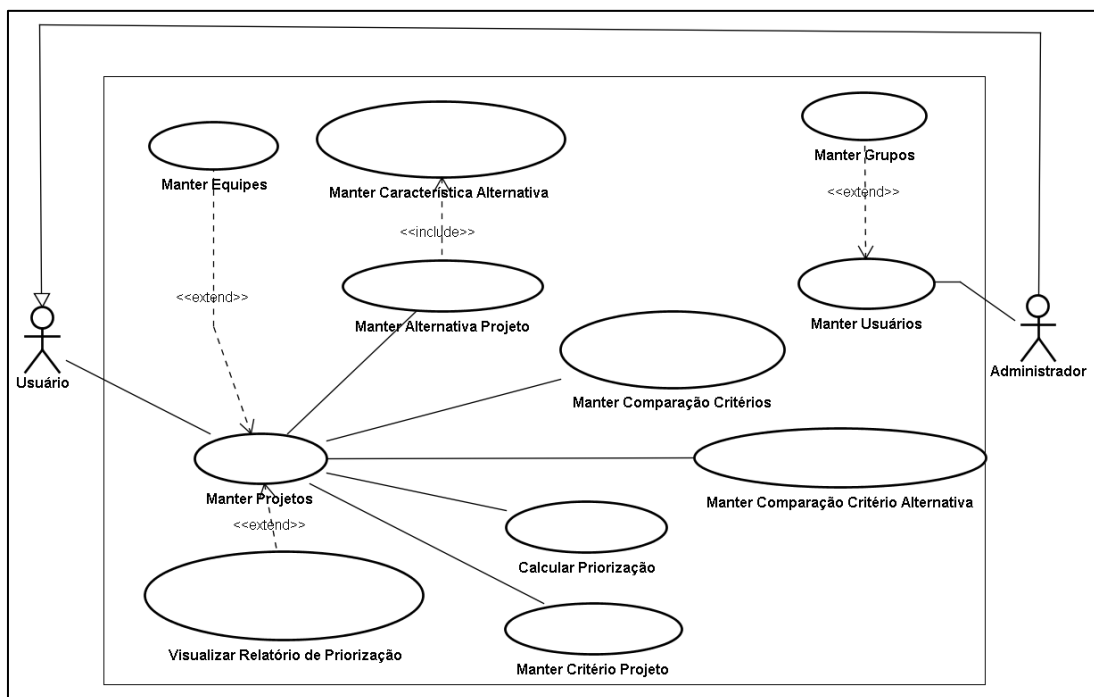 Manter Equipes
Manter Característica Alternativa
Manter Grupos
<<extend>>
<<include>>
<<extend>>
Manter Alternativa Projeto
Manter Usuários
Usuário
Administrador
Manter Comparação Critérios
Manter Projetos
Manter Comparação Critério Alternativa
<<extend>>
Calcular Priorização
Visualizar Relatório de Priorização
Manter Critério Projeto